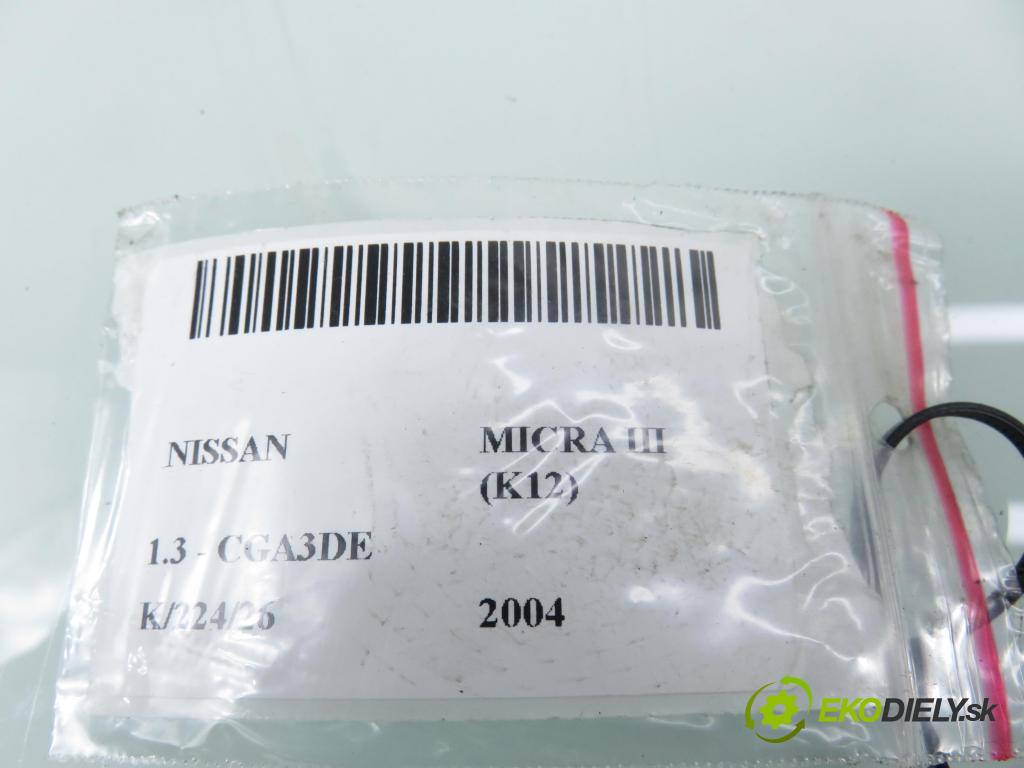 NISSAN MICRA III
(K12)
1.3 - CGA3DE
K/224/26 2004
EKODIELY.sk